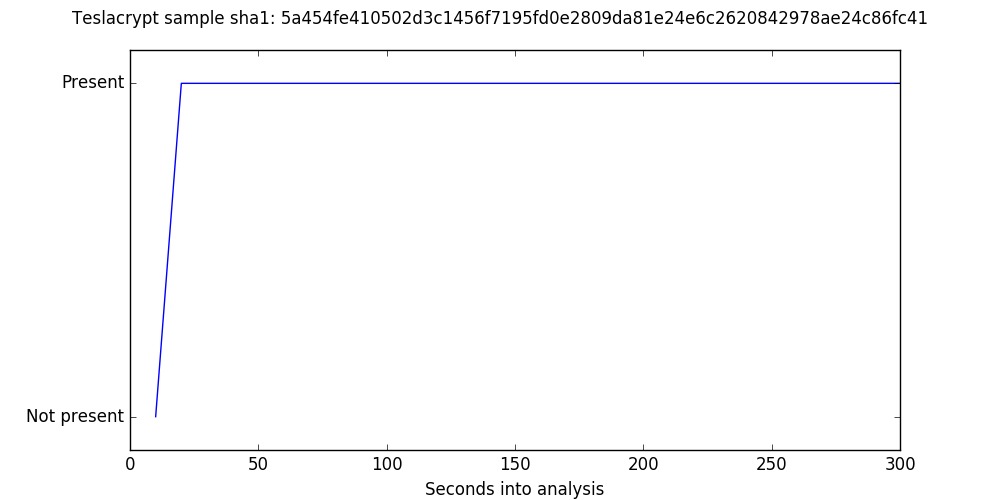 Teslacrypt sample sha1: 5a454fe410502d3c1456f7195fd0e2809da81e24e6c2620842978ae24c86fc41
Present
Not present
0 50 100 150 200 250 300
Seconds into analysis